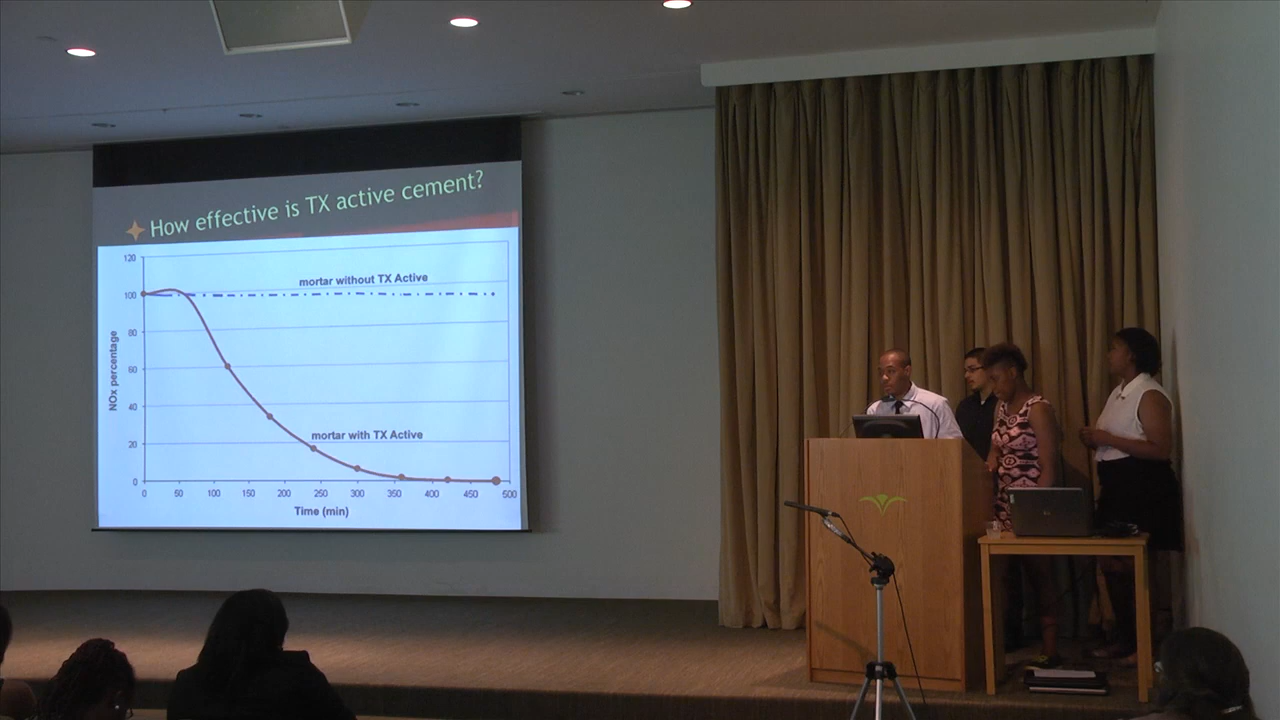 How effective is TX active cement?
120
mortar without TX Active
100
80
NOx percentage
60
40
mortar with TX Active
20
0
0 50 100 150 200 250 300 350 400 450 500
Time (min)